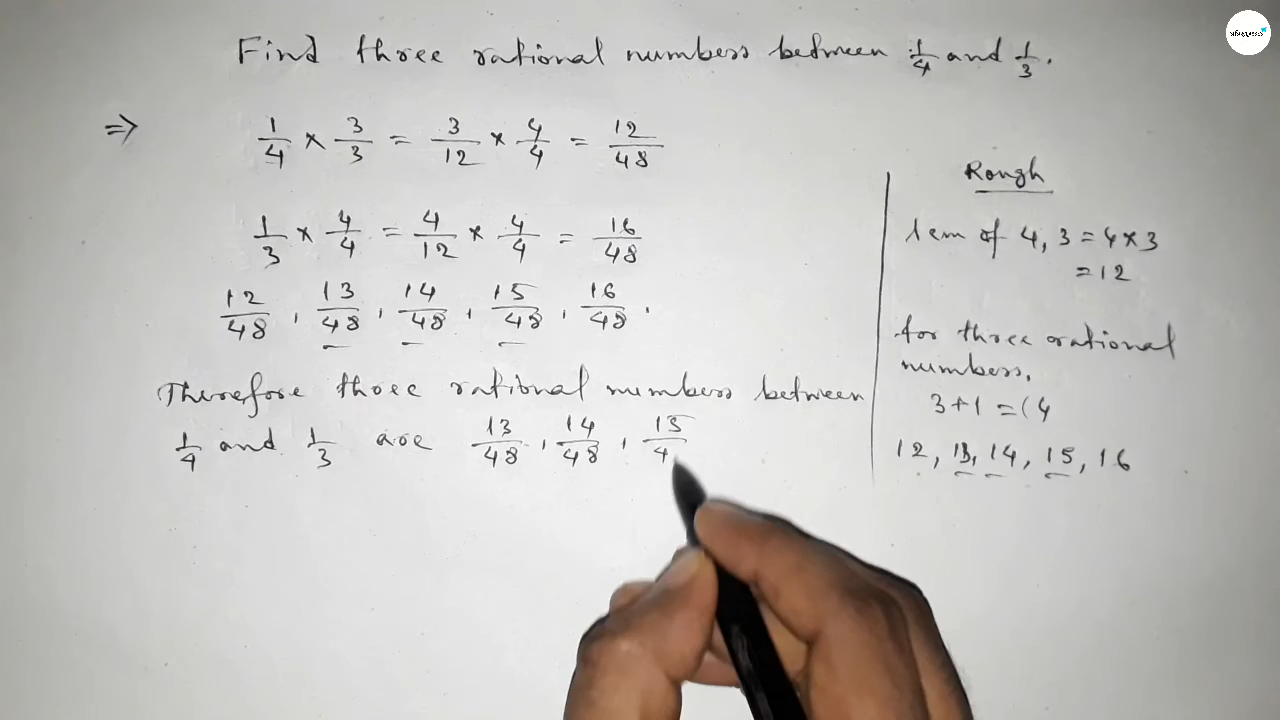 Find three rational numbers between 1/4 and 1/3.
⇒ 1/4 × 3/3 = 3/12 × 4/4 = 12/48
1/3 × 4/4 = 4/12 × 4/4 = 16/48
12/48, 13/48, 14/48, 15/48, 16/48.
Therefore three rational numbers between
1/4 and 1/3 are 13/48, 14/48, 15/4
Rough
lcm of 4, 3 = 4×3
= 12
for three rational
numbers,
3+1 = (4
12, 13, 14, 15, 16